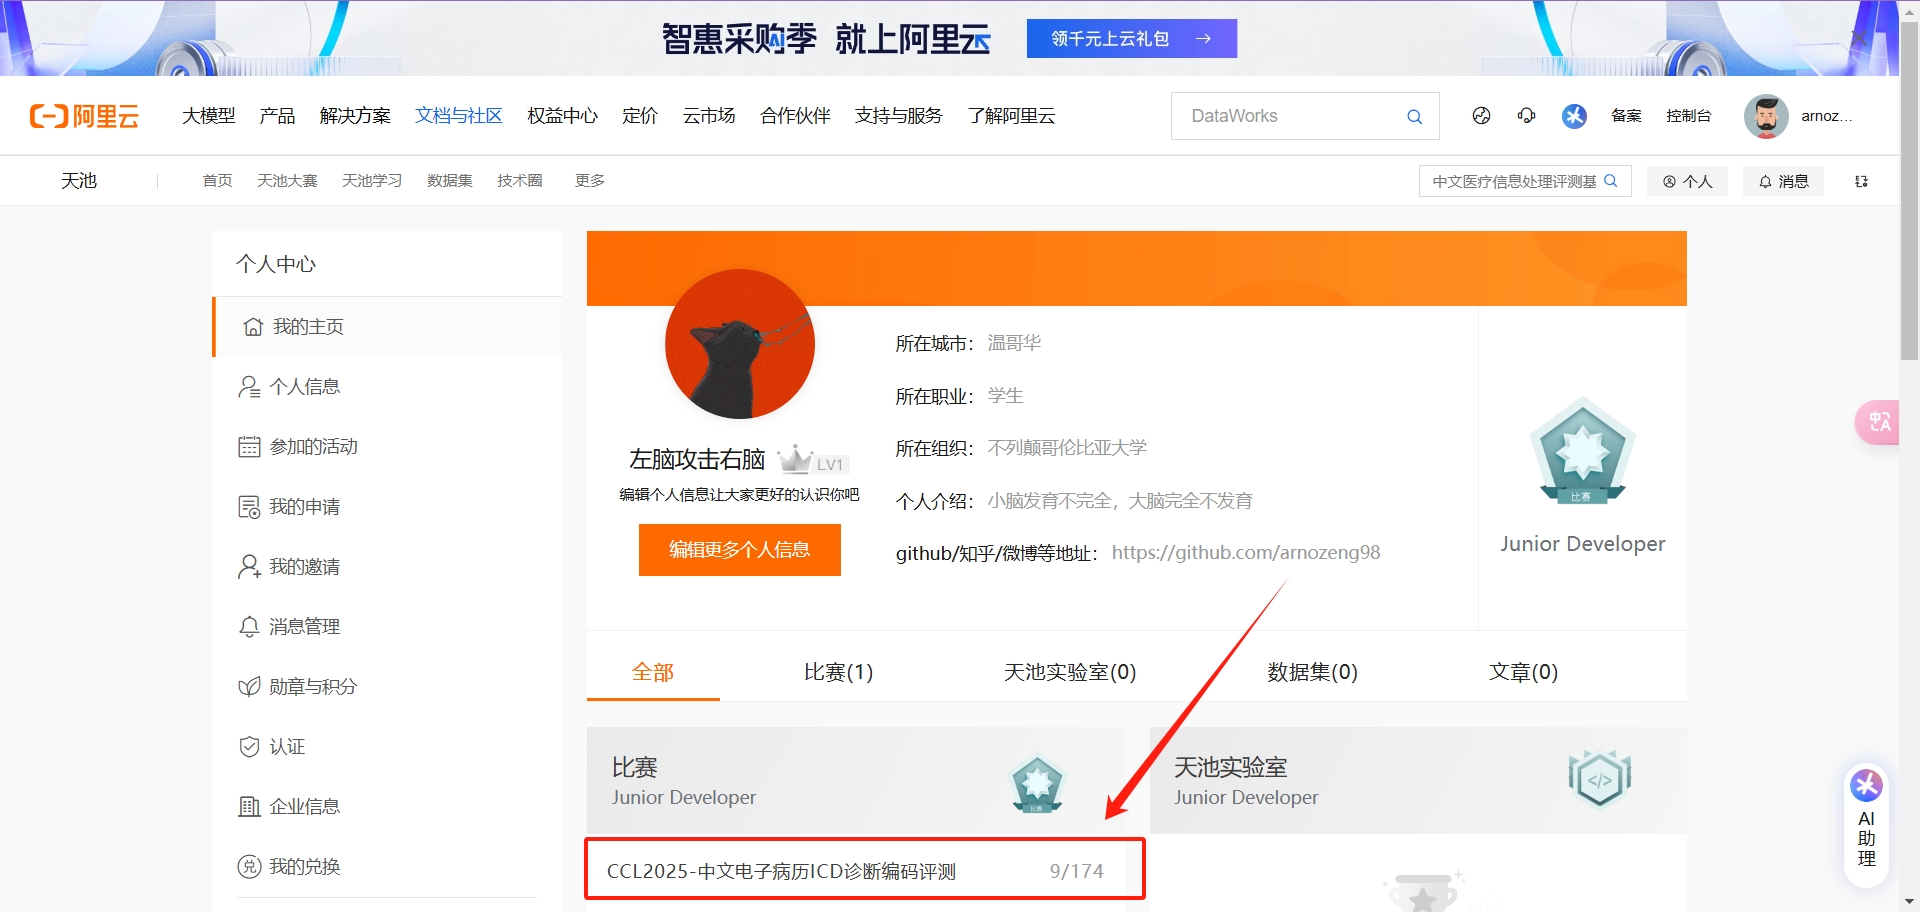 智惠采购季 就上阿里云
领千元上云礼包 →
阿里云
大模型 产品 解决方案 文档与社区 权益中心 定价 云市场 合作伙伴 支持与服务 了解阿里云
DataWorks
备案 控制台 arnoz...
天池 首页 天池大赛 天池学习 数据集 技术圈 更多
中文医疗信息处理评测基 个人 消息
个人中心
我的主页
个人信息
参加的活动
我的申请
我的邀请
消息管理
勋章与积分
认证
企业信息
我的兑换
左脑攻击右脑 LV1
编辑个人信息让大家更好的认识你吧
编辑更多个人信息
所在城市： 温哥华
所在职业： 学生
所在组织： 不列颠哥伦比亚大学
个人介绍： 小脑发育不完全，大脑完全不发育
github/知乎/微博等地址： https://github.com/arnozeng98
比赛
Junior Developer
全部 比赛(1) 天池实验室(0) 数据集(0) 文章(0)
比赛
Junior Developer
比赛
天池实验室
Junior Developer
CCL2025-中文电子病历ICD诊断编码评测 9/174
AI
助
理